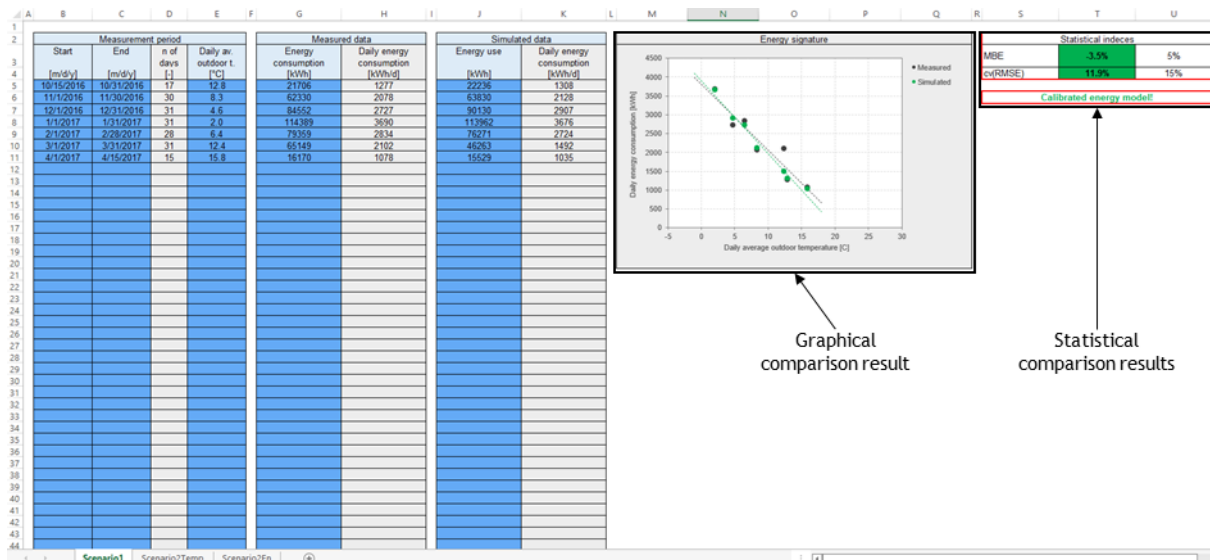 A B C D E F G H I J K L M N O P Q R S T U
1
2 Measurement period Measured data Simulated data Energy signature Statistical indeces
3 Start End n of days Daily av. outdoor t. Energy consumption Daily energy consumption Energy use Daily energy consumption MBE -3.5% 5%
4 [m/d/y] [m/d/y] [-] [°C] [kWh] [kWh/d] [kWh] [kWh/d] cv(RMSE) 11.9% 15%
5 10/15/2016 10/31/2016 17 12.8 21706 1277 22236 1308
6 11/1/2016 11/30/2016 30 8.3 62330 2078 63830 2128 Calibrated energy model!
7 12/1/2016 12/31/2016 31 4.6 84552 2727 90130 2907
8 1/1/2017 1/31/2017 31 2.0 114389 3690 113962 3676
9 2/1/2017 2/28/2017 28 6.4 79359 2834 76271 2724
10 3/1/2017 3/31/2017 31 12.4 65149 2102 46263 1492
11 4/1/2017 4/15/2017 15 15.8 16170 1078 15529 1035
12
13
14
15
16
17
18
19
20
21
22
23
24
25
26
27
28
29
30
31
32
33
34
35
36
37
38
39
40
41
42
43
44
4500
4000
3500
3000
2500
2000
1500
1000
500
0
-5 0 5 10 15 20 25 30
Daily energy consumption [kWh]
Daily average outdoor temperature [C]
Measured
Simulated
Graphical
comparison result
Statistical
comparison results
Scenario1 Scenario2Temp Scenario2En